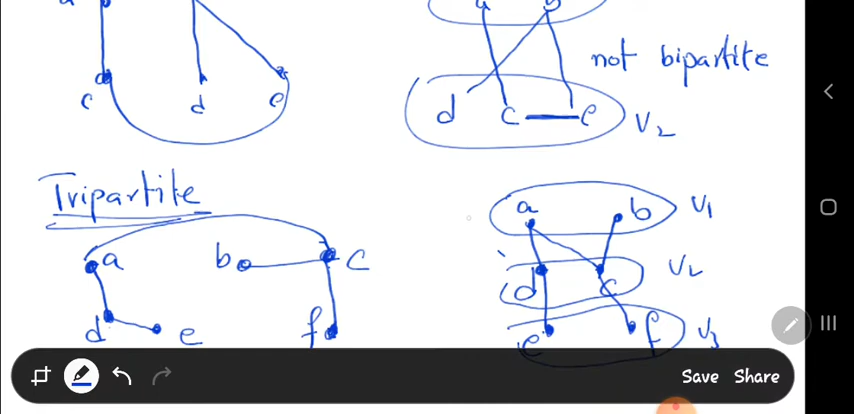 a b
c d e
not bipartite
d c e V2
Tripartite
a b c
d e f
a b V1
d c V2
e f V3
Save Share